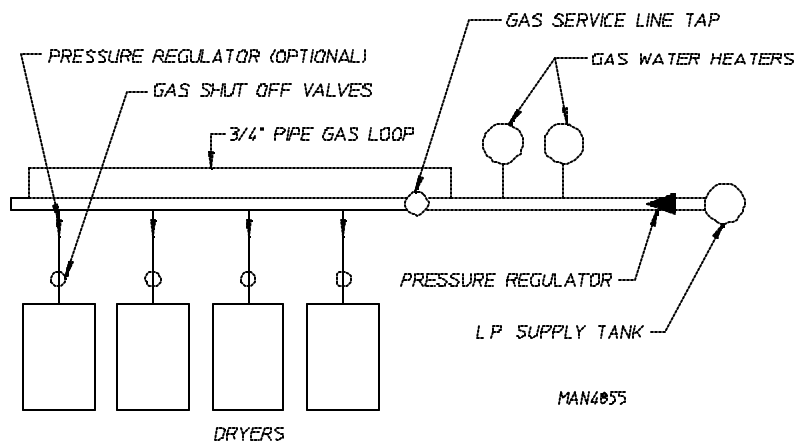 GAS SERVICE LINE TAP
PRESSURE REGULATOR (OPTIONAL)
GAS WATER HEATERS
GAS SHUT OFF VALVES
3/4" PIPE GAS LOOP
PRESSURE REGULATOR
LP SUPPLY TANK
MAN4855
DRYERS